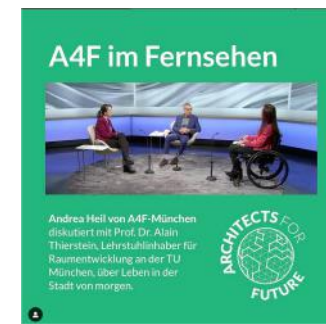 A4F im Fernsehen
Andrea Heil von A4F-München
diskutiert mit Prof. Dr. Alain
Thierstein, Lehrstuhlinhaber für
Raumentwicklung an der TU
München, über Leben in der
Stadt von morgen.
ARCHITECTS FOR
FUTURE